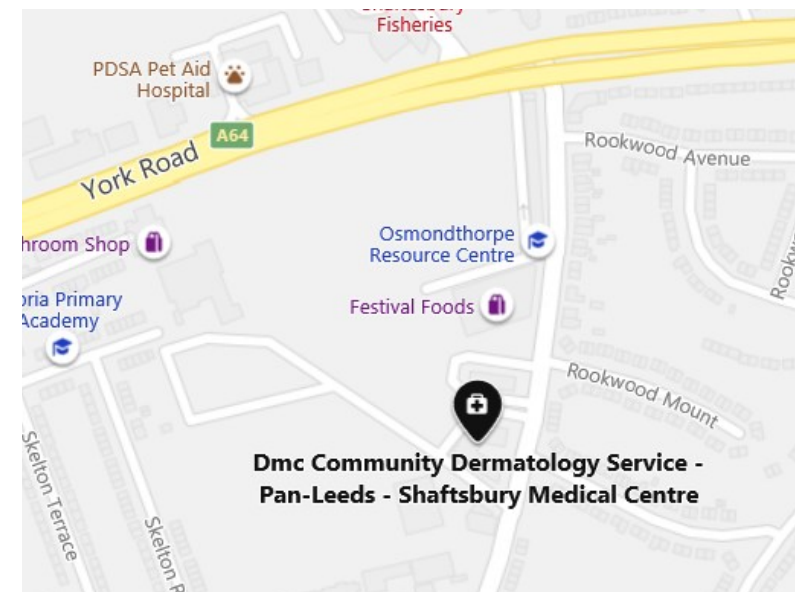 Fisheries
PDSA Pet Aid
Hospital
A64
York Road
Rookwood Avenue
Osmondthorpe
Resource Centre
hroom Shop
Festival Foods
oria Primary
Academy
Rookwood Mount
Dmc Community Dermatology Service -
Pan-Leeds - Shaftsbury Medical Centre
Skelton Terrace
Skelton